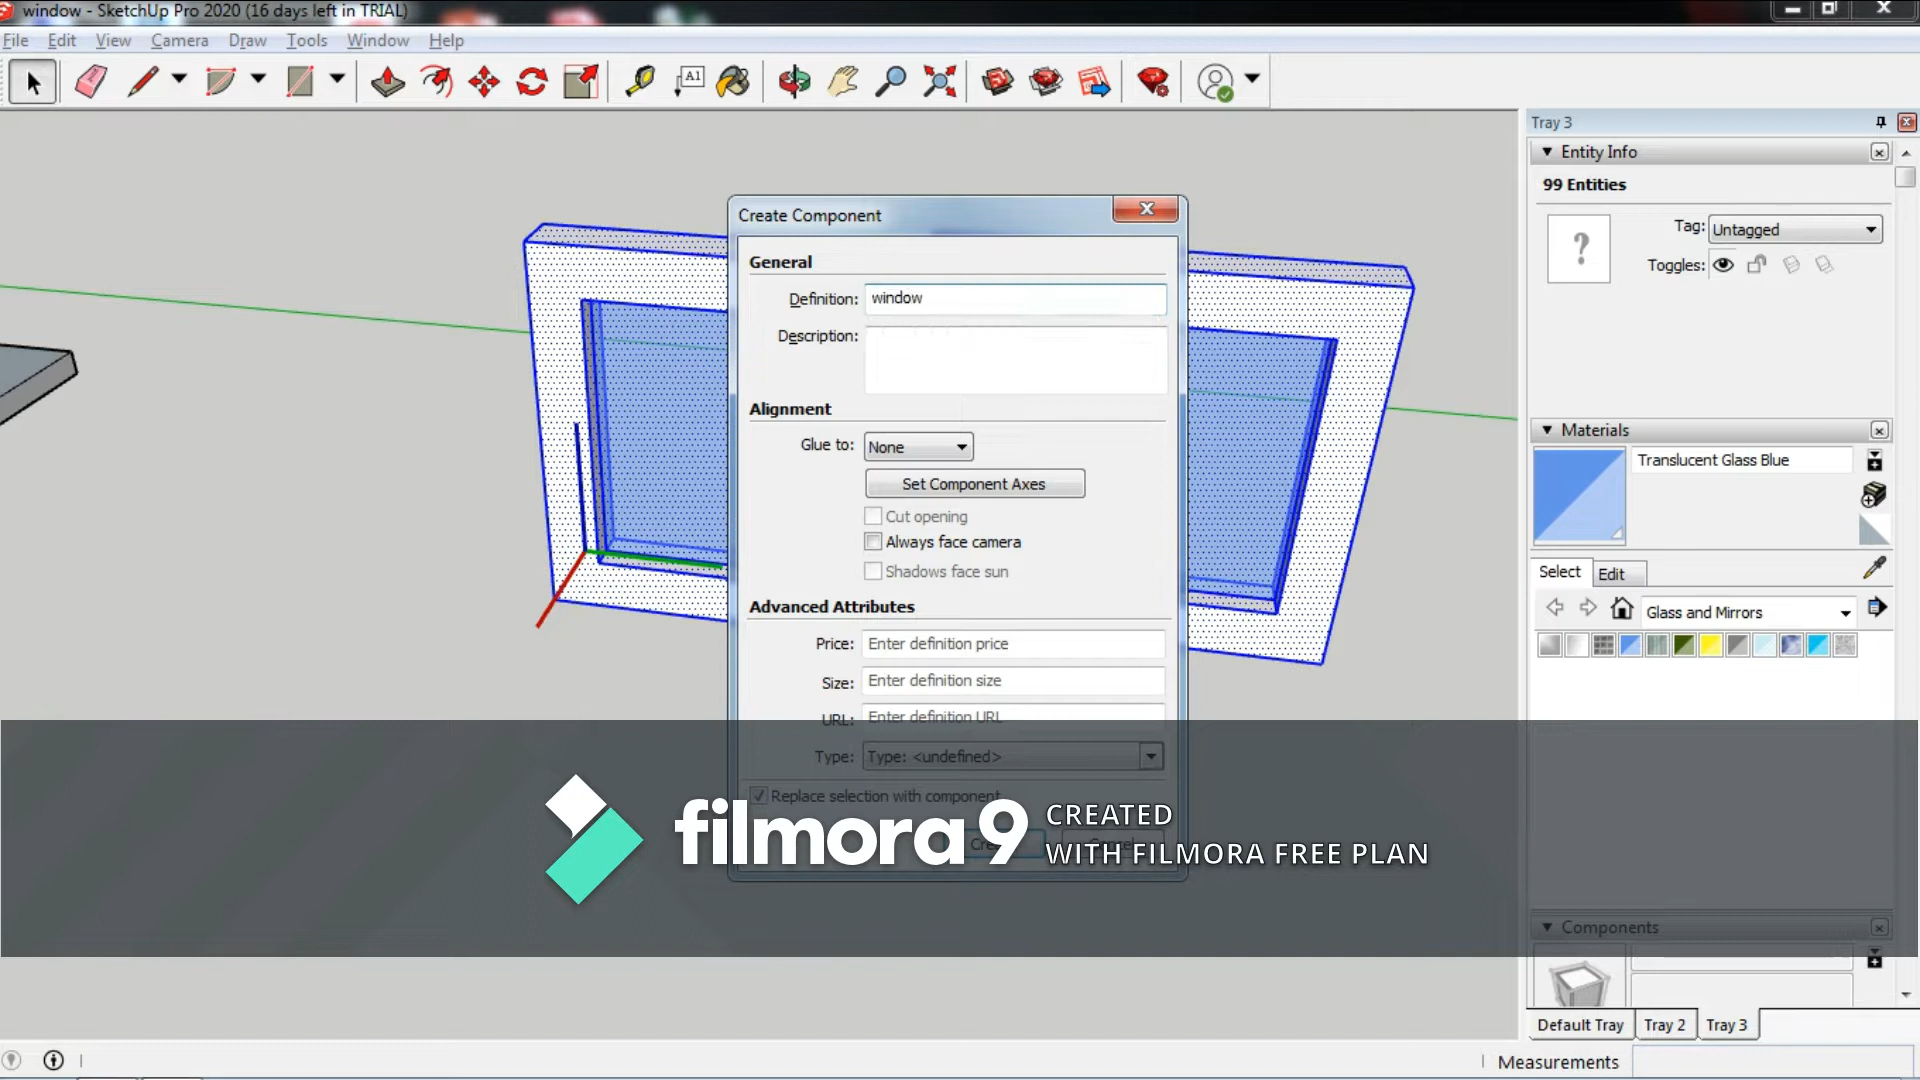 window - SketchUp Pro 2020 (16 days left in TRIAL)
File Edit View Camera Draw Tools Window Help
A1
Tray 3
Entity Info
99 Entities
?
Tag: Untagged
Toggles:
Create Component
General
Definition: window
Description:
Alignment
Glue to: None
Set Component Axes
Cut opening
Always face camera
Shadows face sun
Advanced Attributes
Price: Enter definition price
Size: Enter definition size
URL: Enter definition URL
Type: Type: <undefined>
Replace selection with component
Materials
Translucent Glass Blue
Select Edit
Glass and Mirrors
filmora9 CREATED
WITH FILMORA FREE PLAN
Components
Default Tray Tray 2 Tray 3
Measurements